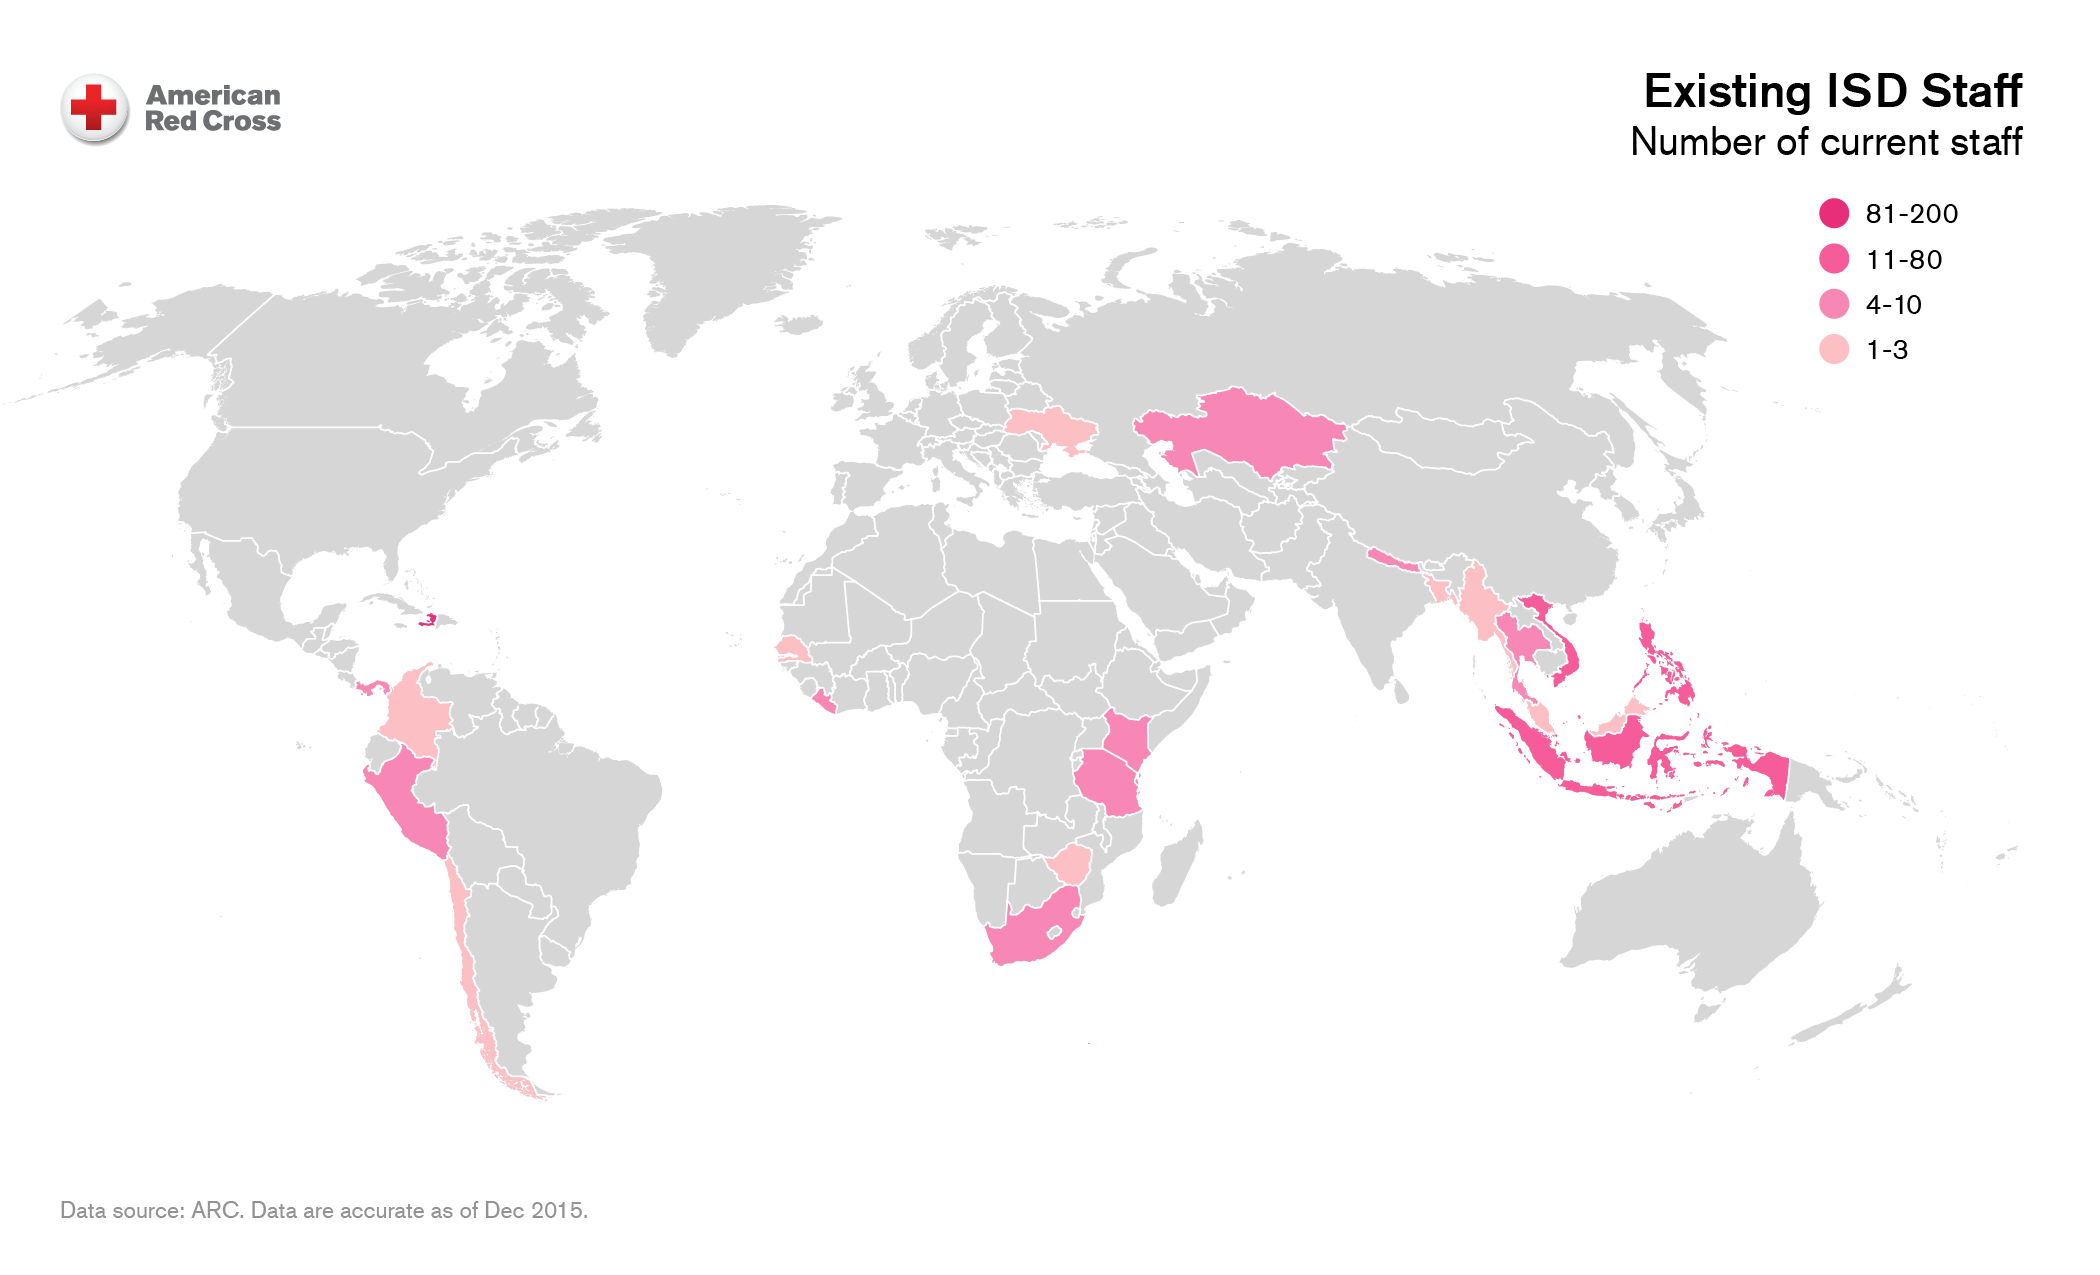 American
Red Cross
Existing ISD Staff
Number of current staff
81-200
11-80
4-10
1-3
Data source: ARC. Data are accurate as of Dec 2015.